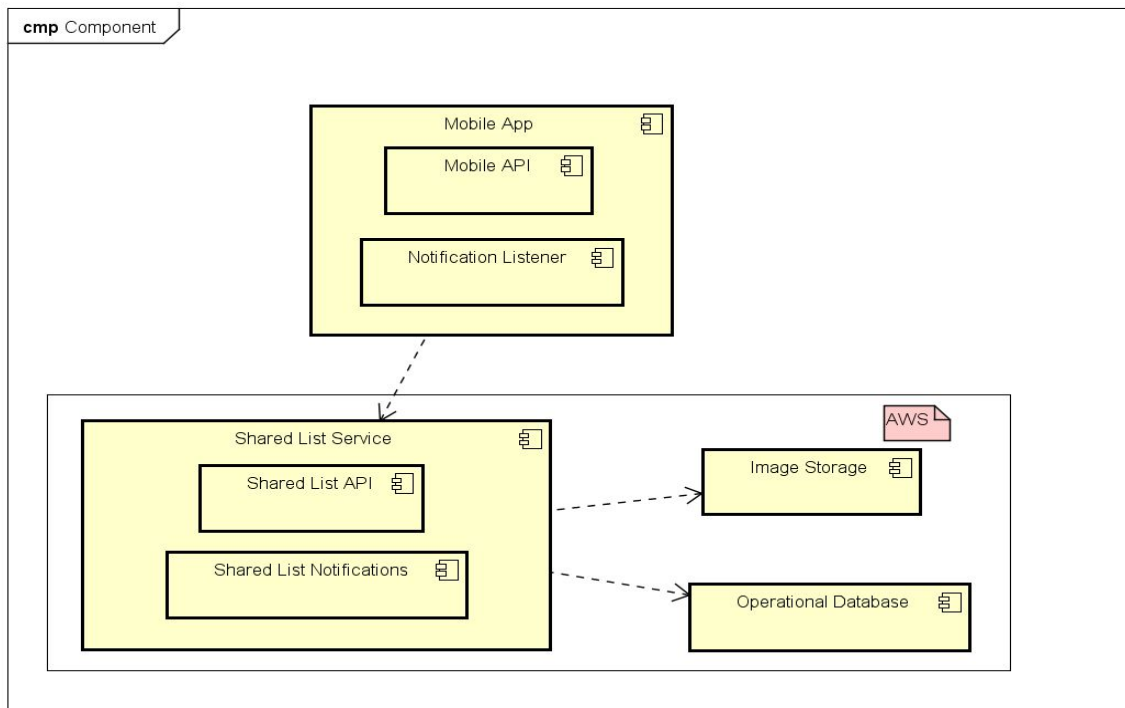 cmp Component
Mobile App
Mobile API
Notification Listener
AWS
Shared List Service
Shared List API
Image Storage
Shared List Notifications
Operational Database